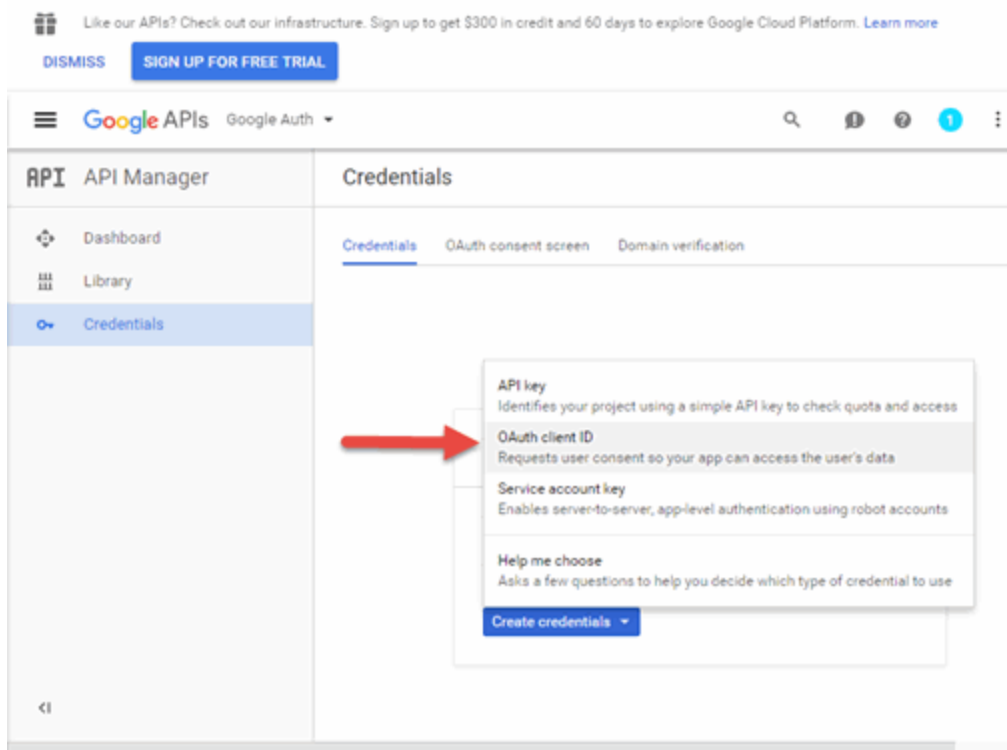 Like our APIs? Check out our infrastructure. Sign up to get $300 in credit and 60 days to explore Google Cloud Platform. Learn more
DISMISS SIGN UP FOR FREE TRIAL
Google APIs Google Auth 1
API API Manager Credentials
Dashboard
Credentials OAuth consent screen Domain verification
Library
Credentials
API key
Identifies your project using a simple API key to check quota and access
OAuth client ID
Requests user consent so your app can access the user's data
Service account key
Enables server-to-server, app-level authentication using robot accounts
Help me choose
Asks a few questions to help you decide which type of credential to use
Create credentials